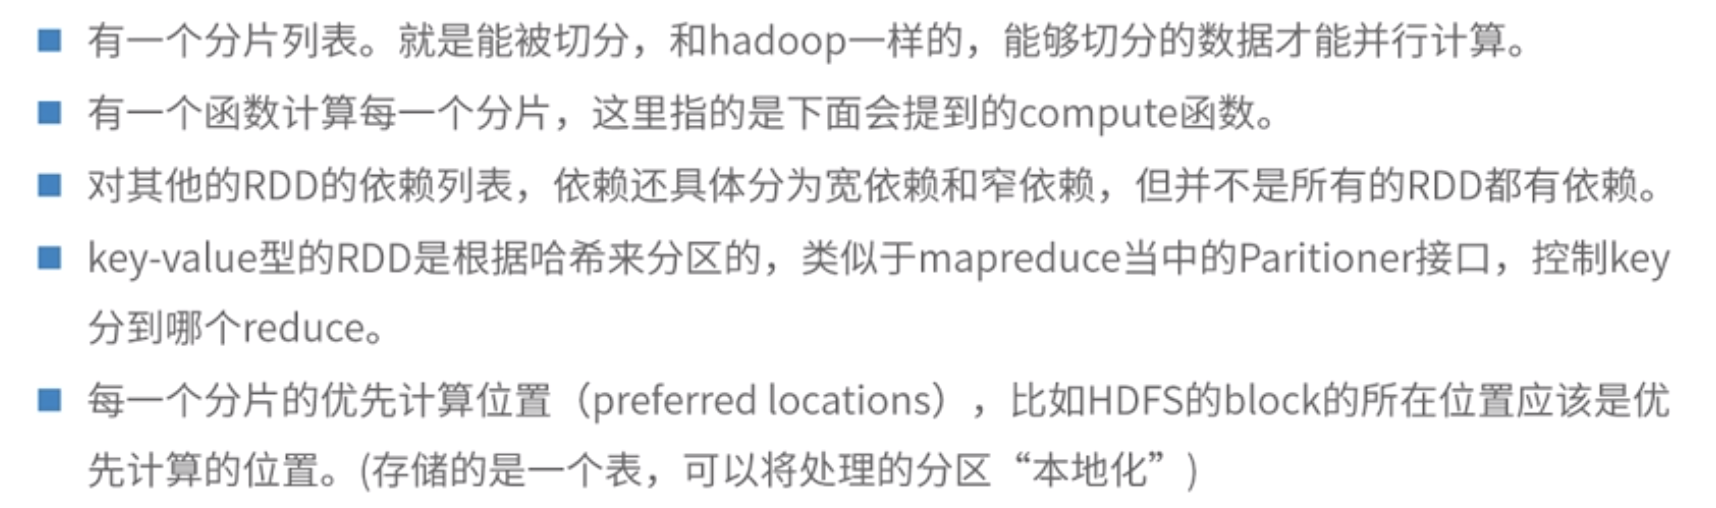 有一个分片列表。就是能被切分，和hadoop一样的，能够切分的数据才能并行计算。
有一个函数计算每一个分片，这里指的是下面会提到的compute函数。
对其他的RDD的依赖列表，依赖还具体分为宽依赖和窄依赖，但并不是所有的RDD都有依赖。
key-value型的RDD是根据哈希来分区的，类似于mapreduce当中的Paritioner接口，控制key
分到哪个reduce。
每一个分片的优先计算位置（preferred locations），比如HDFS的block的所在位置应该是优
先计算的位置。(存储的是一个表，可以将处理的分区“本地化”)